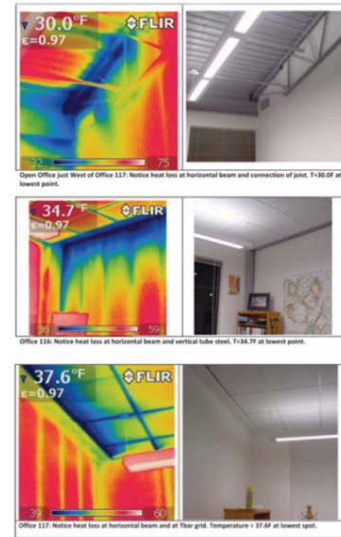 30.0°F FLIR
ε=0.97
32 75
Open Office just West of Office 117: Notice heat loss at horizontal beam and connection of joist. T=30.0F at
lowest point.
34.7°F FLIR
ε=0.97
36 59
Office 116: Notice heat loss at horizontal beam and vertical tube steel. T=34.7F at lowest point.
37.6°F FLIR
ε=0.97
39 60
Office 117: Notice heat loss at horizontal beam and at Tbar grid. Temperature = 37.6F at lowest spot.